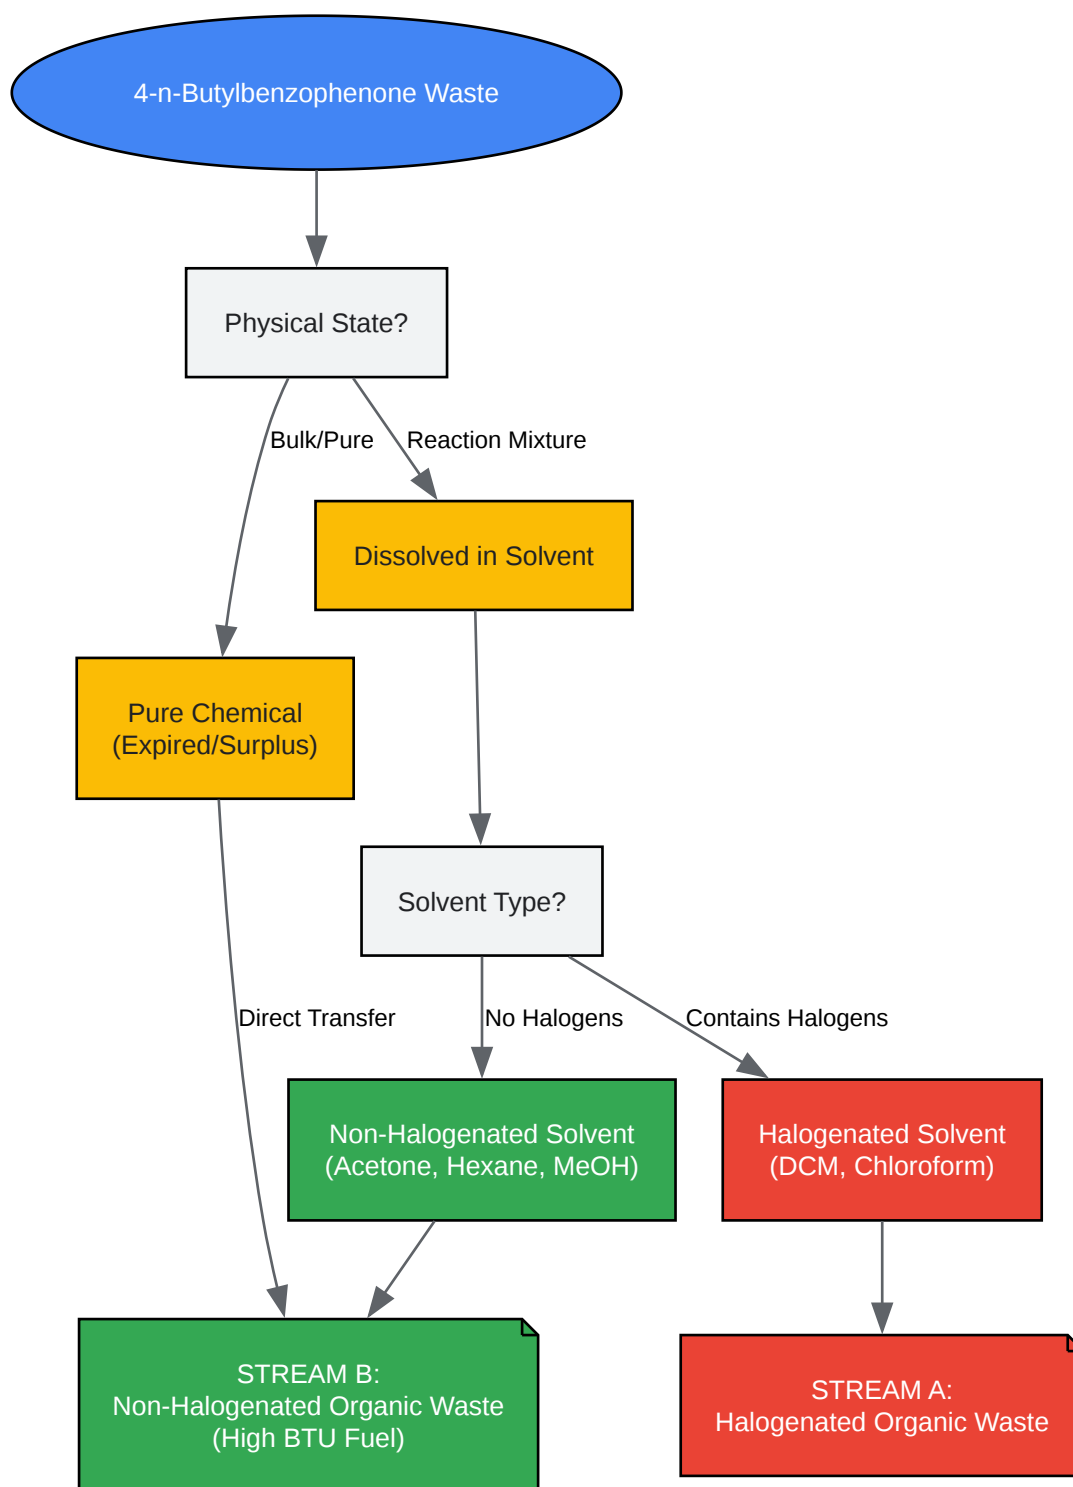 4-n-Butylbenzophenone Waste
Physical State?
Bulk/Pure
Reaction Mixture
Dissolved in Solvent
Pure Chemical
(Expired/Surplus)
Solvent Type?
Direct Transfer
No Halogens
Contains Halogens
Non-Halogenated Solvent
(Acetone, Hexane, MeOH)
Halogenated Solvent
(DCM, Chloroform)
STREAM B:
Non-Halogenated Organic Waste
(High BTU Fuel)
STREAM A:
Halogenated Organic Waste